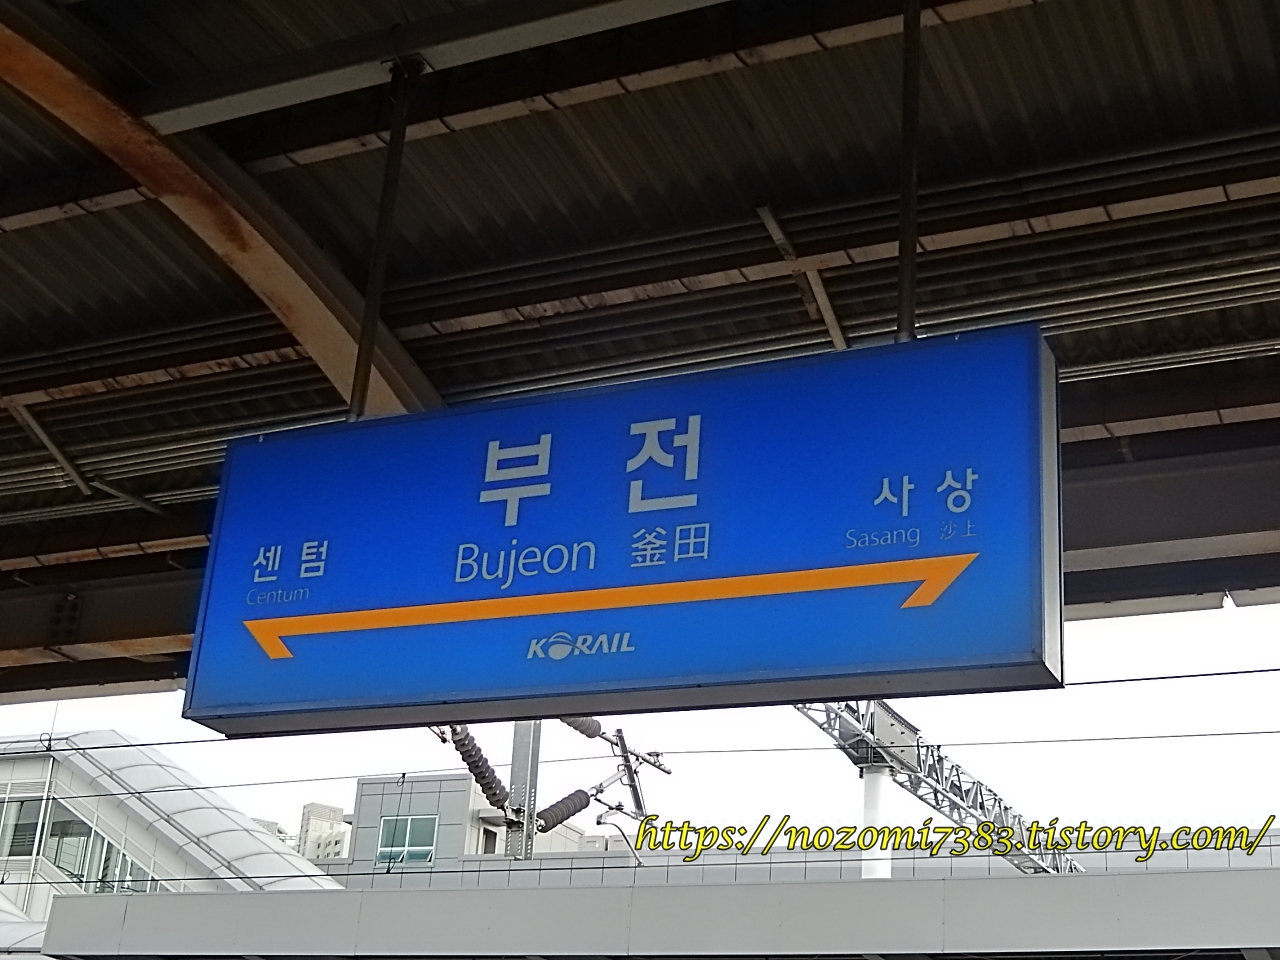 부전
Bujeon 釜田
센텀
Centum
사상
Sasang 沙上
KORAIL
https://nozomi7383.tistory.com/